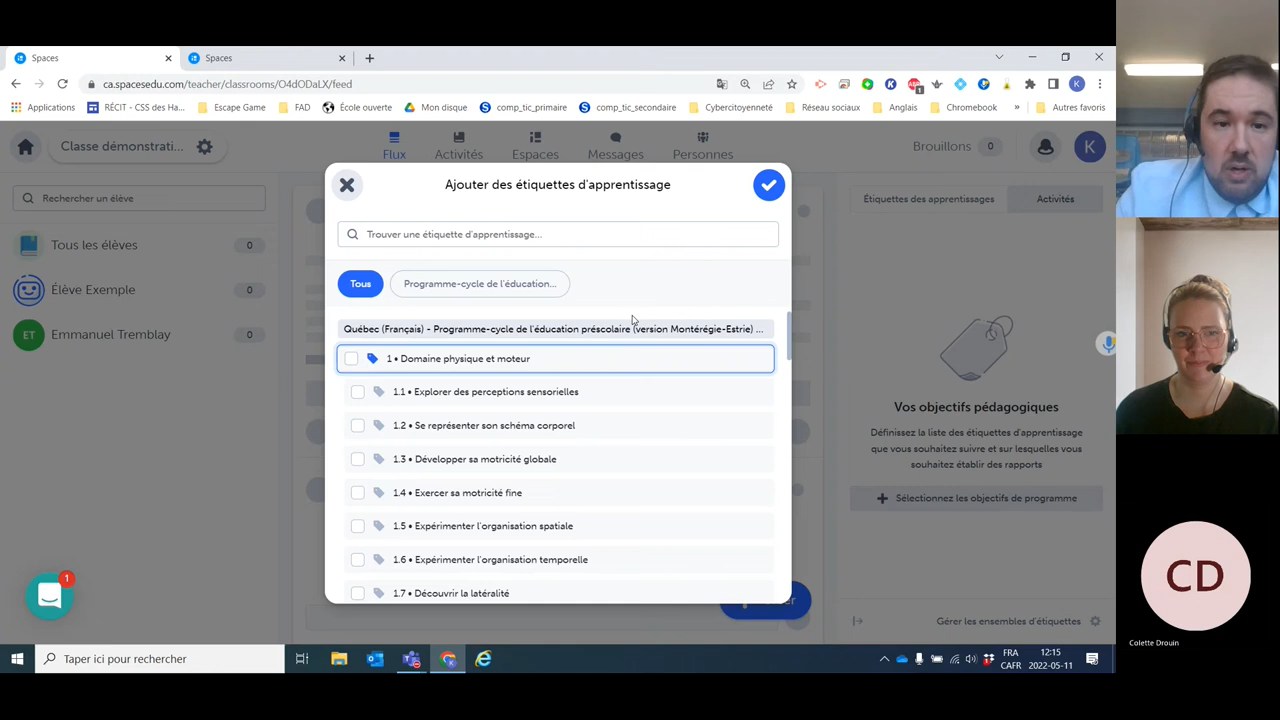 Spaces
Spaces
ca.spacesedu.com/teacher/classrooms/O4dODaLX/feed
Applications
RÉCIT - CSS des Ha...
Escape Game
FAD
École ouverte
Mon disque
comp_tic_primaire
comp_tic_secondaire
Cybercitoyenneté
Réseau sociaux
Anglais
Chromebook
»
Autres favoris
Classe démonstrati...
Flux
Activités
Espaces
Messages
Personnes
Brouillons 0
K
Rechercher un élève
Tous les élèves 0
Élève Exemple 0
ET Emmanuel Tremblay 0
Ajouter des étiquettes d'apprentissage
Trouver une étiquette d'apprentissage...
Tous
Programme-cycle de l'éducation...
Québec (Français) - Programme-cycle de l'éducation préscolaire (version Montérégie-Estrie) ...
1 • Domaine physique et moteur
1.1 • Explorer des perceptions sensorielles
1.2 • Se représenter son schéma corporel
1.3 • Développer sa motricité globale
1.4 • Exercer sa motricité fine
1.5 • Expérimenter l'organisation spatiale
1.6 • Expérimenter l'organisation temporelle
1.7 • Découvrir la latéralité
Étiquettes des apprentissages
Activités
Vos objectifs pédagogiques
Définissez la liste des étiquettes d'apprentissage
que vous souhaitez suivre et sur lesquelles vous
souhaitez établir des rapports
+ Sélectionnez les objectifs de programme
Gérer les ensembles d'étiquettes
1
CD
Colette Drouin
Taper ici pour rechercher
FRA
CAFR
12:15
2022-05-11